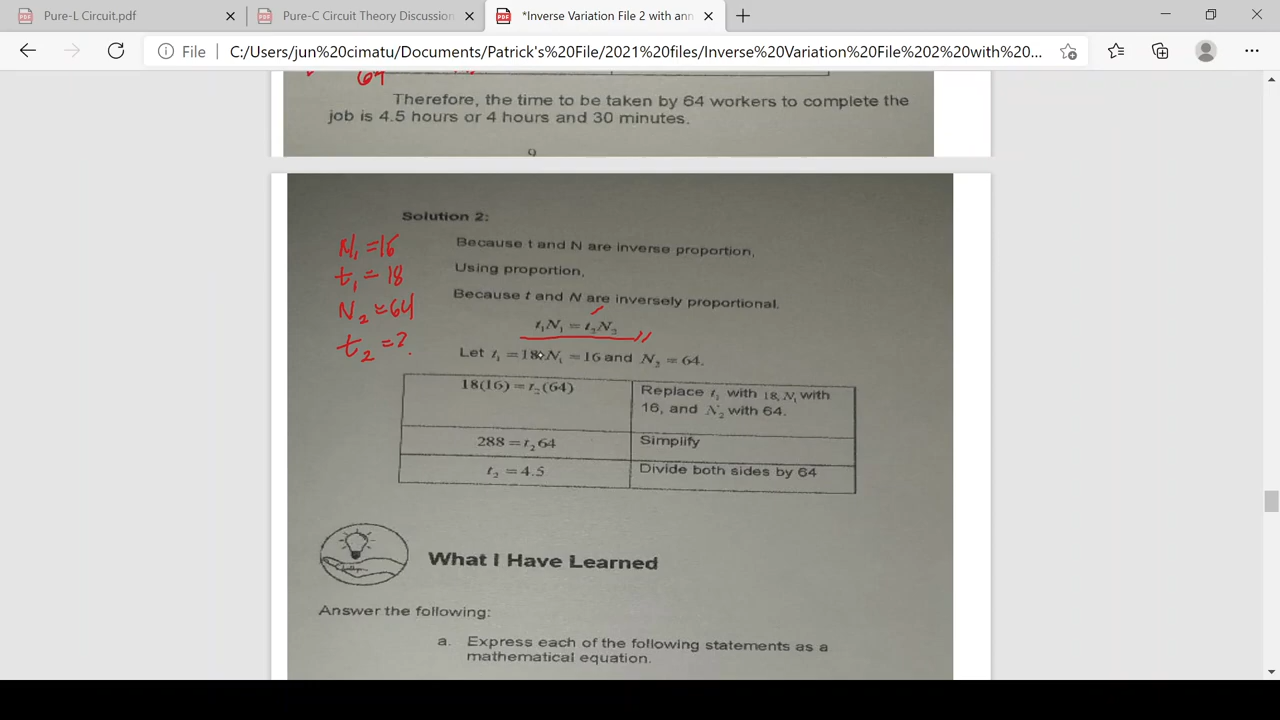 Pure-L Circuit.pdf
Pure-C Circuit Theory Discussion
*Inverse Variation File 2 with ann
File
C:/Users/jun%20cimatu/Documents/Patrick's%20File/2021%20files/Inverse%20Variation%20File%202%20with%20...
64
Therefore, the time to be taken by 64 workers to complete the
job is 4.5 hours or 4 hours and 30 minutes.
9
Solution 2:
N₁ = 16
t₁ = 18
N₂ = 64
t₂ = ?
Because t and N are inverse proportion,
Using proportion,
Because t and N are inversely proportional.
t₁N₁ = t₂N₂
Let t₁ = 18, N₁ = 16 and N₂ = 64.
18(16) = t₂(64)
Replace t₁ with 18, N₁ with
16, and N₂ with 64.
288 = t₂64
Simplify
t₂ = 4.5
Divide both sides by 64
What I Have Learned
Answer the following:
a. Express each of the following statements as a
mathematical equation.